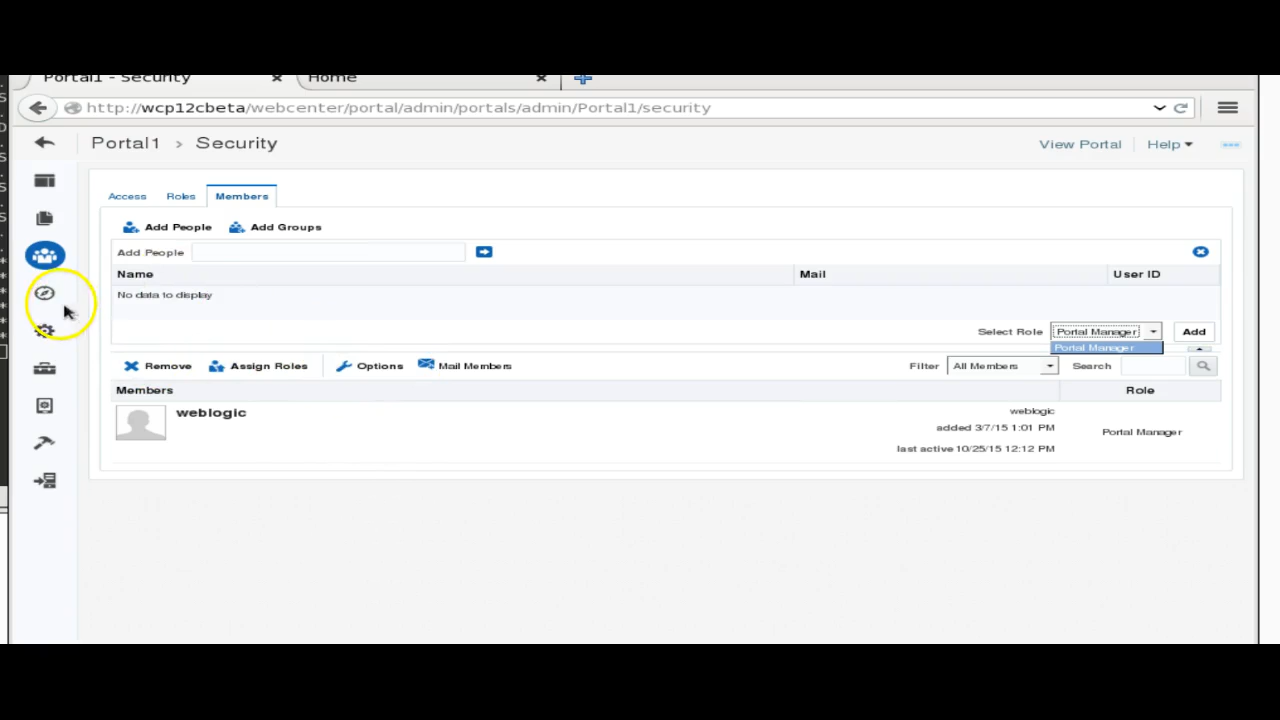 Portal1 - Security
Home
http://wcp12cbeta/webcenter/portal/admin/portals/admin/Portal1/security
Portal1 > Security
View Portal
Help
Access
Roles
Members
Add People
Add Groups
Add People
Name
Mail
User ID
No data to display
Select Role
Portal Manager
Add
Portal Manager
Remove
Assign Roles
Options
Mail Members
Filter
All Members
Search
Members
Role
weblogic
weblogic
added 3/7/15 1:01 PM
Portal Manager
last active 10/25/15 12:12 PM